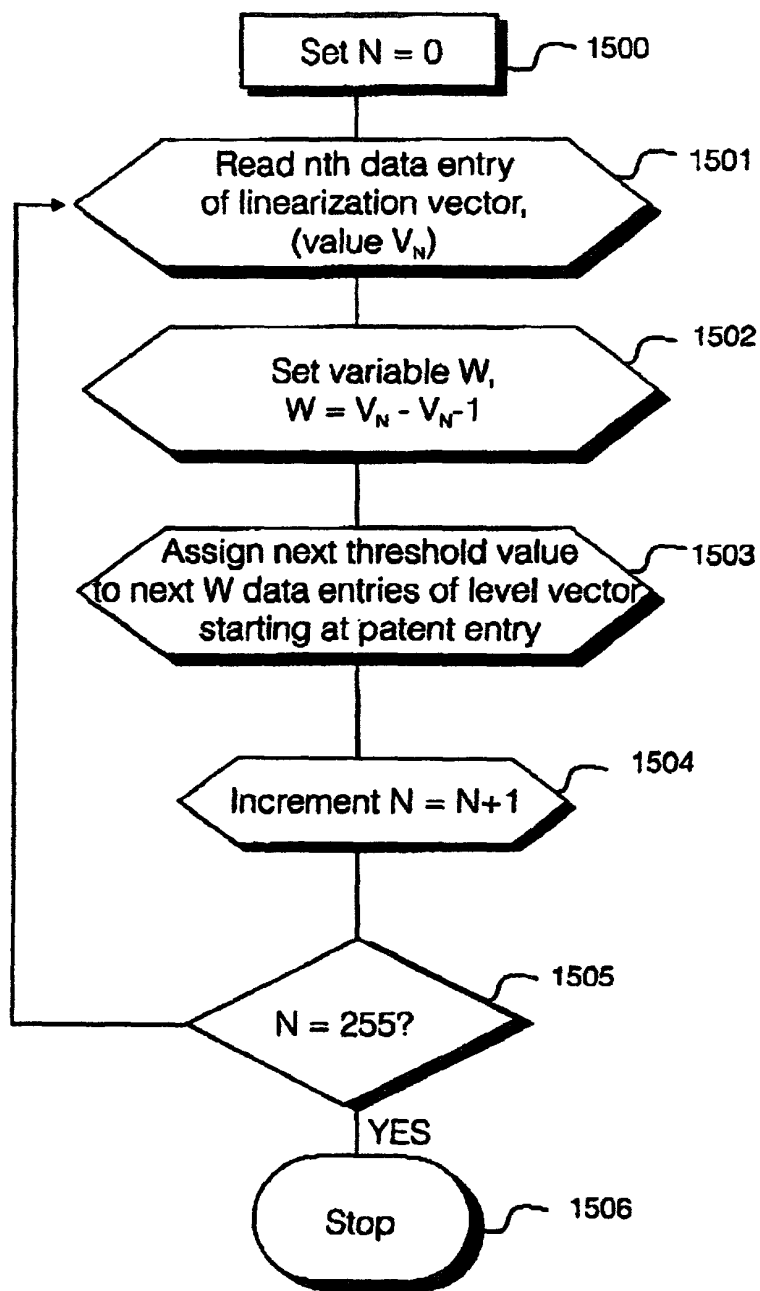 Set N = 0
1500
Read nth data entry
of linearization vector,
(value V_N)
1501
Set variable W,
W = V_N - V_N-1
1502
Assign next threshold value
to next W data entries of level vector
starting at patent entry
1503
Increment N = N+1
1504
N = 255?
1505
YES
Stop
1506